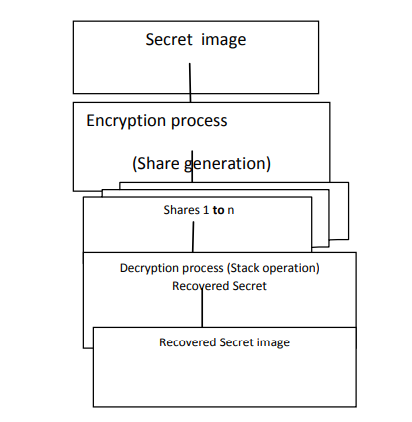 Secret image
Encryption process
(Share generation)
Shares 1 to n
Decryption process (Stack operation)
Recovered Secret
Recovered Secret image